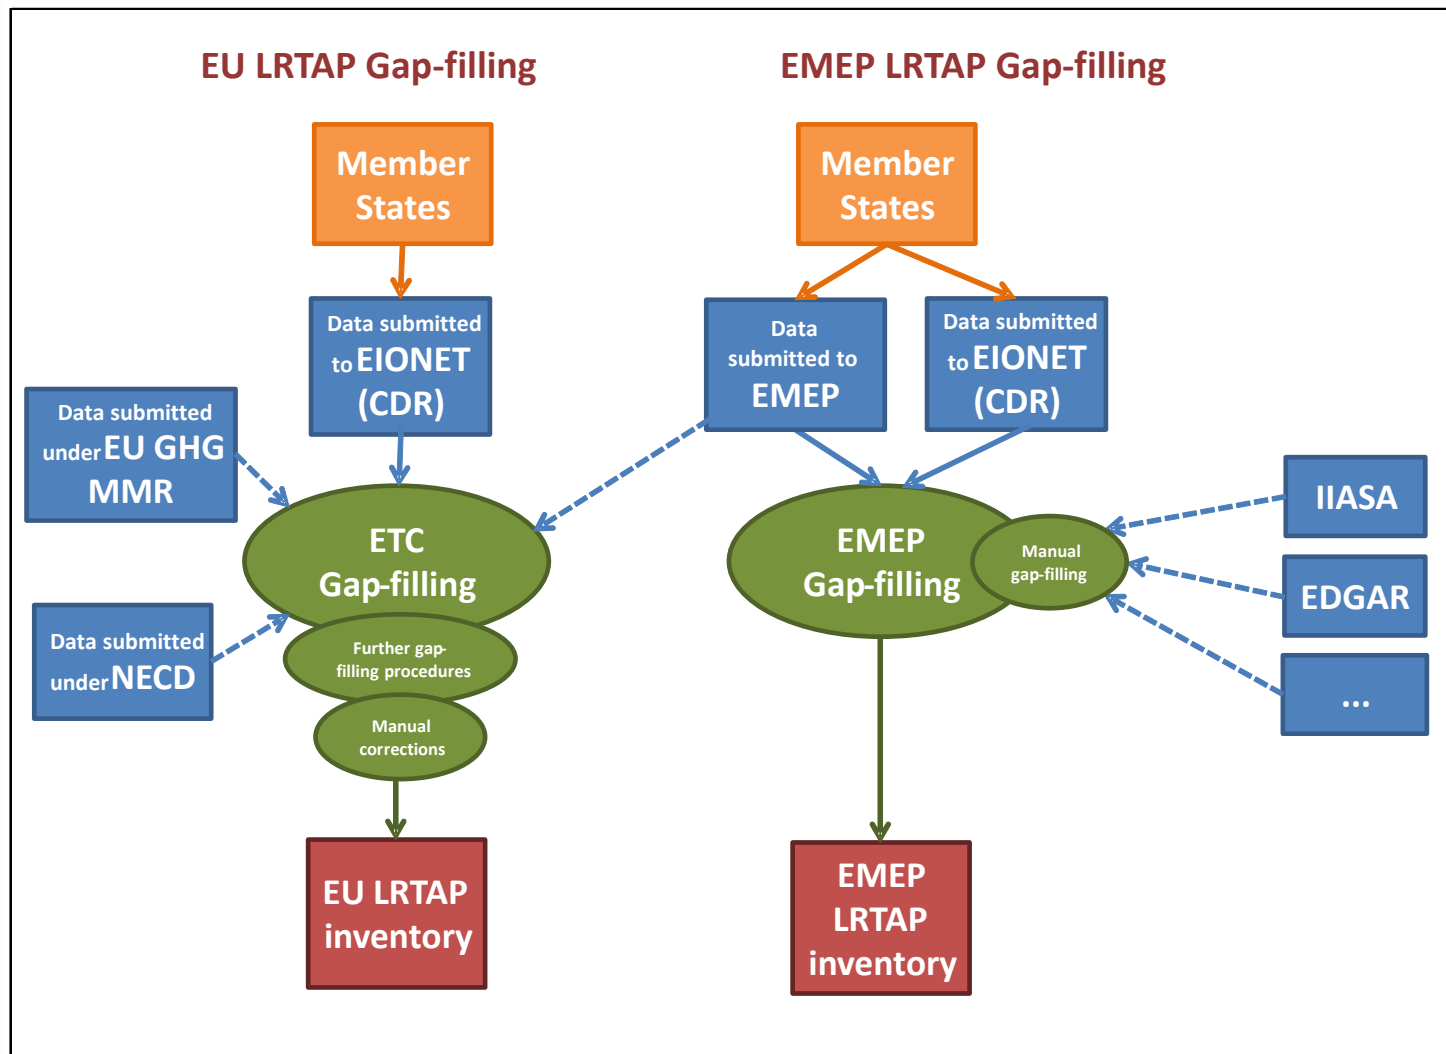 EU LRTAP Gap-filling
EMEP LRTAP Gap-filling
Member
States
Member
States
Data submitted
to EIONET
(CDR)
Data
submitted to
EMEP
Data submitted
to EIONET
(CDR)
Data submitted
under EU GHG
MMR
IIASA
ETC
Gap-filling
EMEP
Gap-filling
Manual
gap-filling
EDGAR
Data submitted
under NECD
Further gap-
filling procedures
...
Manual
corrections
EU LRTAP
inventory
EMEP
LRTAP
inventory